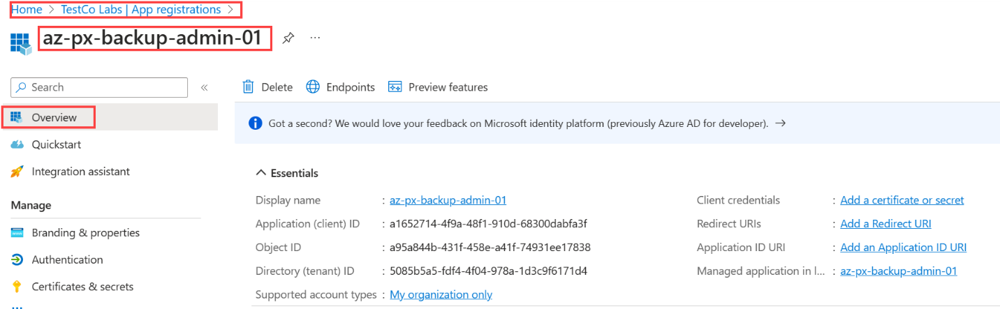 Home > TestCo Labs | App registrations >
az-px-backup-admin-01 ...
Search «
Overview
Quickstart
Integration assistant
Manage
Branding & properties
Authentication
Certificates & secrets
Delete Endpoints Preview features
Got a second? We would love your feedback on Microsoft identity platform (previously Azure AD for developer). →
Essentials
Display name : az-px-backup-admin-01
Application (client) ID : a1652714-4f9a-48f1-910d-68300dabfa3f
Object ID : a95a844b-431f-458e-a41f-74931ee17838
Directory (tenant) ID : 5085b5a5-fdf4-4f04-978a-1d3c9f6171d4
Supported account types : My organization only
Client credentials : Add a certificate or secret
Redirect URIs : Add a Redirect URI
Application ID URI : Add an Application ID URI
Managed application in l... : az-px-backup-admin-01